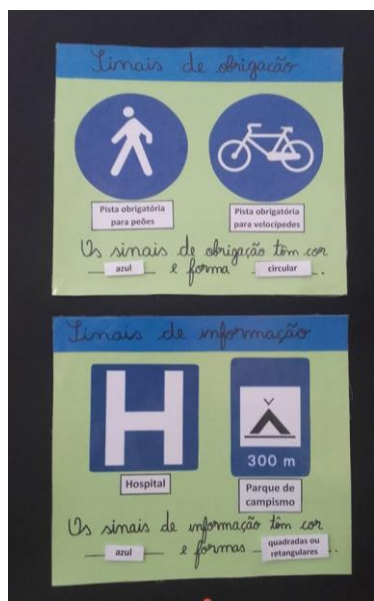 Sinais de obrigação
Pista obrigatória
para peões
Pista obrigatória
para velocípedes
Os sinais de obrigação têm cor
azul e forma circular.
Sinais de informação
H
300 m
Hospital
Parque de
campismo
Os sinais de informação têm cor
azul e formas quadradas ou
retangulares.